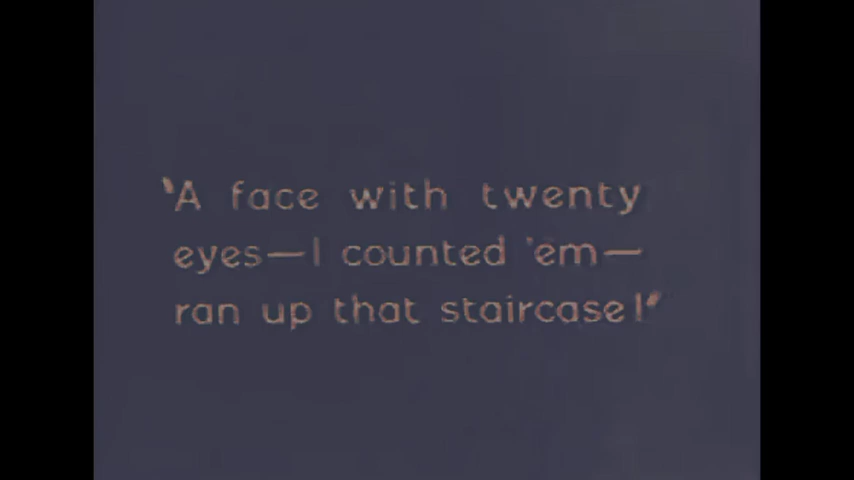 "A face with twenty
eyes—I counted 'em—
ran up that staircase!"